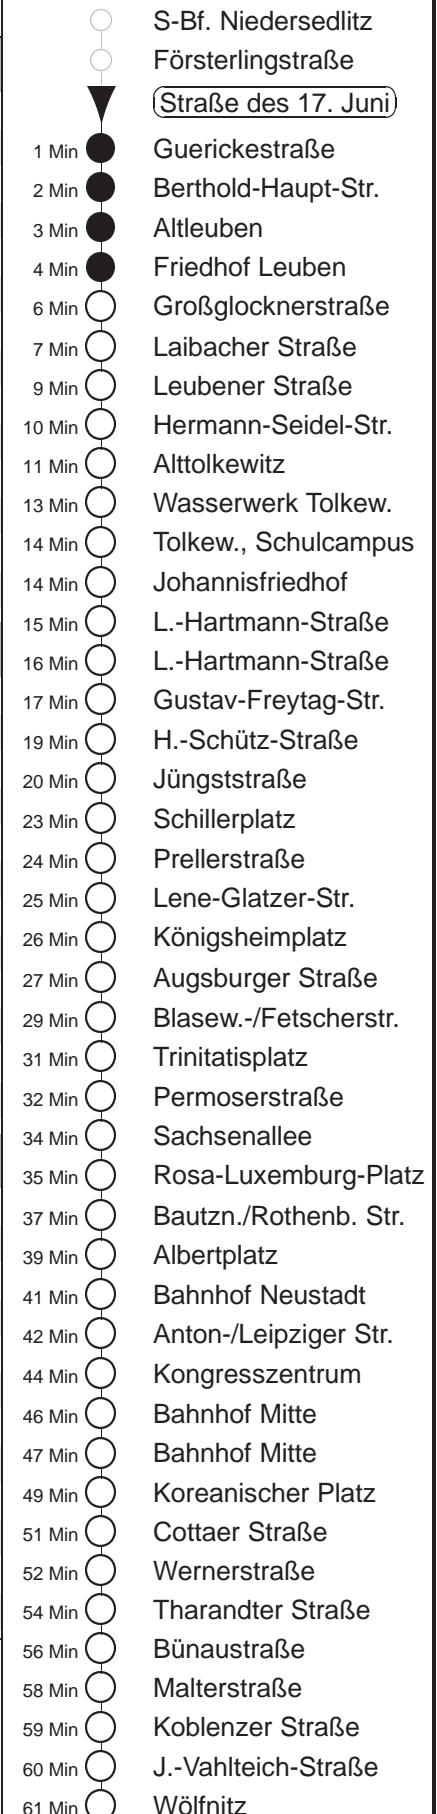 S-Bf. Niedersedlitz
Försterlingstraße
Straße des 17. Juni
1 Min Guerickestraße
2 Min Berthold-Haupt-Str.
3 Min Altleuben
4 Min Friedhof Leuben
6 Min Großglocknerstraße
7 Min Laibacher Straße
9 Min Leubener Straße
10 Min Hermann-Seidel-Str.
11 Min Alttolkewitz
13 Min Wasserwerk Tolkew.
14 Min Tolkew., Schulcampus
14 Min Johannisfriedhof
15 Min L.-Hartmann-Straße
16 Min L.-Hartmann-Straße
17 Min Gustav-Freytag-Str.
19 Min H.-Schütz-Straße
20 Min Jüngststraße
23 Min Schillerplatz
24 Min Prellerstraße
25 Min Lene-Glatzer-Str.
26 Min Königsheimplatz
27 Min Augsburger Straße
29 Min Blasew.-/Fetscherstr.
31 Min Trinitatisplatz
32 Min Permoserstraße
34 Min Sachsenallee
35 Min Rosa-Luxemburg-Platz
37 Min Bautzn./Rothenb. Str.
39 Min Albertplatz
41 Min Bahnhof Neustadt
42 Min Anton-/Leipziger Str.
44 Min Kongresszentrum
46 Min Bahnhof Mitte
47 Min Bahnhof Mitte
49 Min Koreanischer Platz
51 Min Cottaer Straße
52 Min Wernerstraße
54 Min Tharandter Straße
56 Min Bünaustraße
58 Min Malterstraße
59 Min Koblenzer Straße
60 Min J.-Vahlteich-Straße
61 Min Wölfnitz